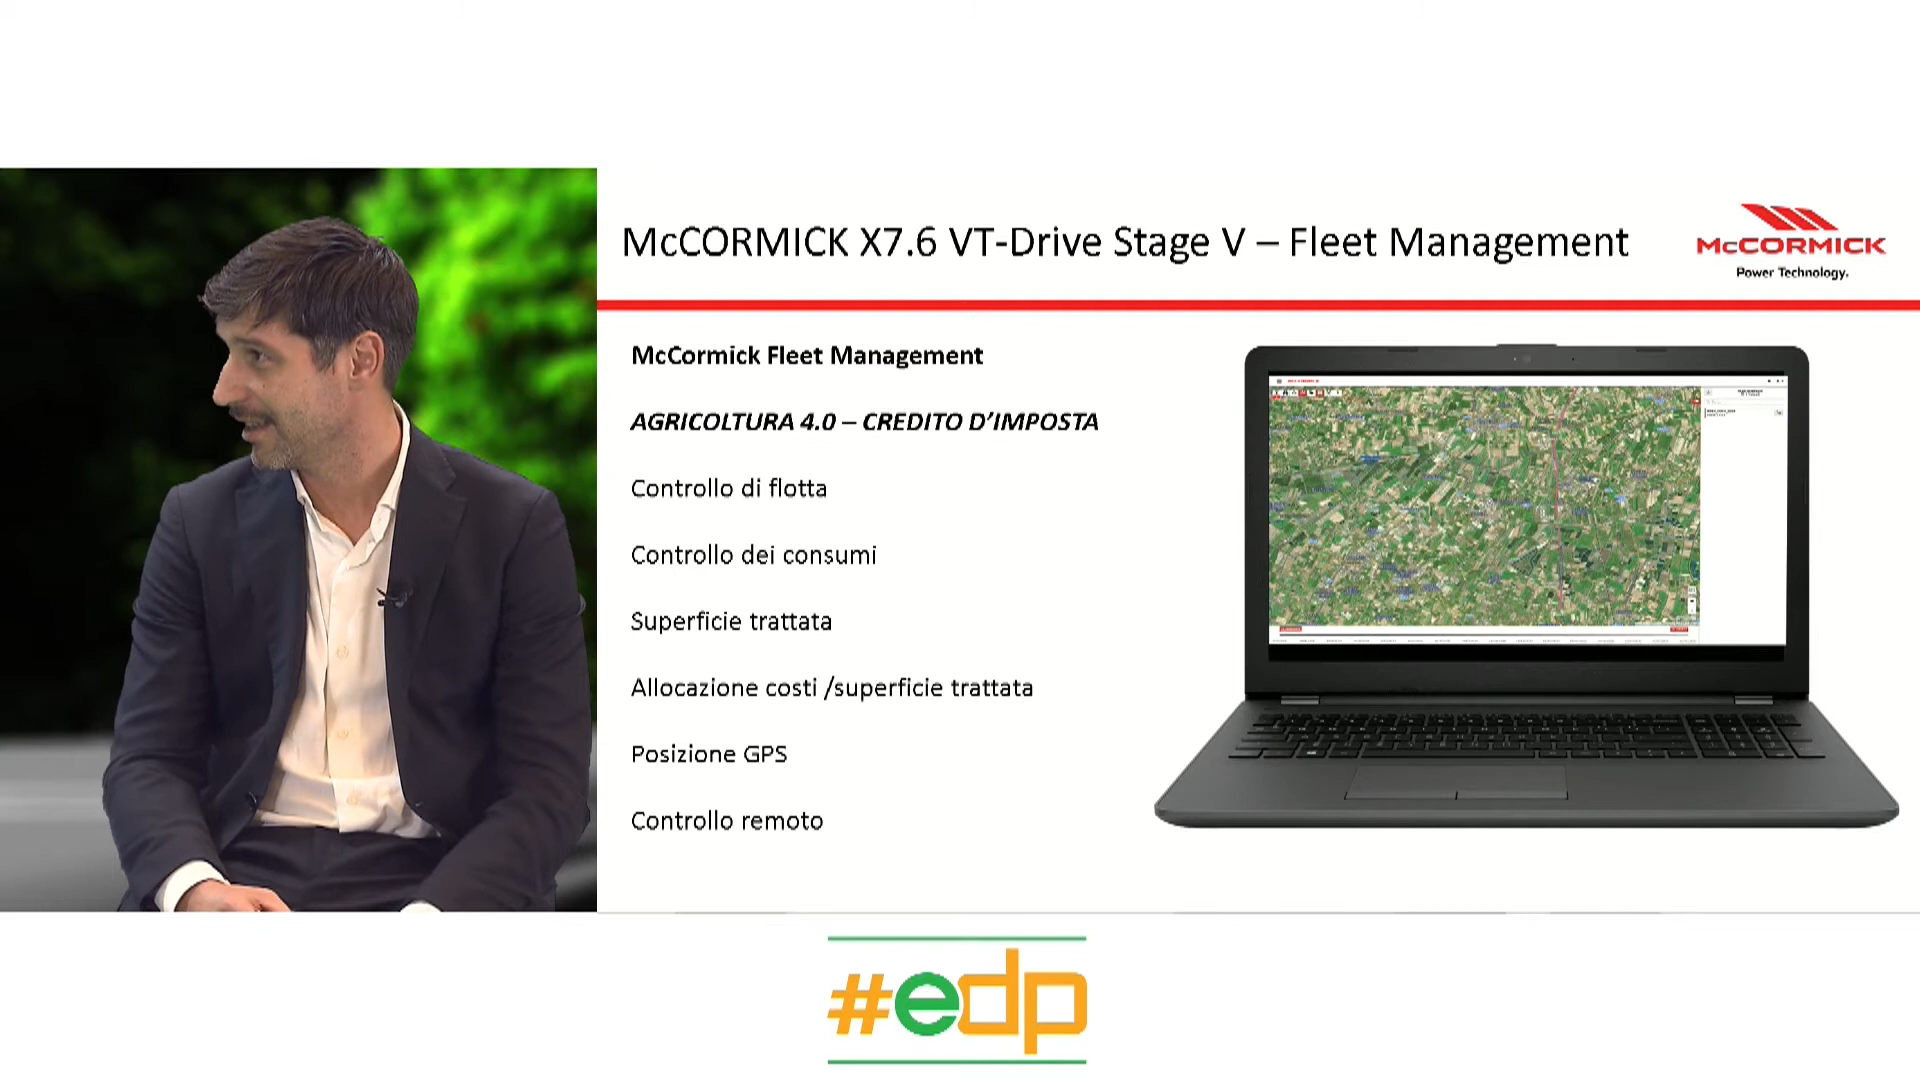 McCORMICK X7.6 VT-Drive Stage V – Fleet Management
McCORMICK
Power Technology.
McCormick Fleet Management
AGRICOLTURA 4.0 – CREDITO D'IMPOSTA
Controllo di flotta
Controllo dei consumi
Superficie trattata
Allocazione costi /superficie trattata
Posizione GPS
Controllo remoto
#edp